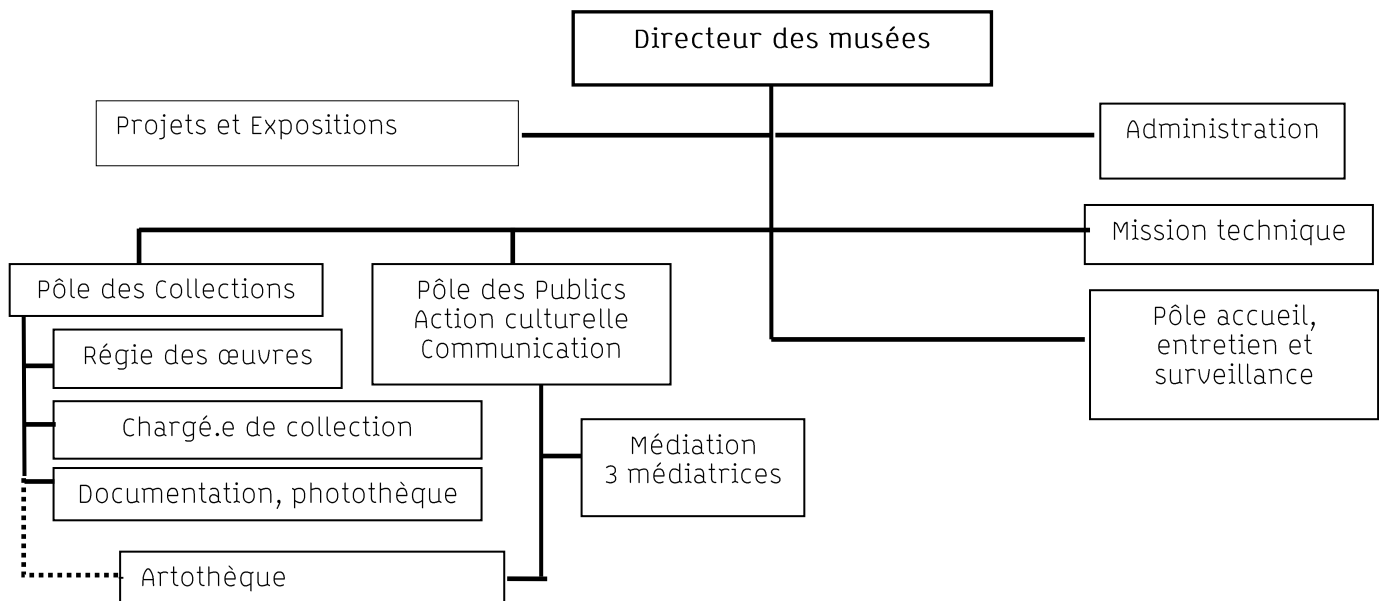 Directeur des musées
Projets et Expositions
Administration
Mission technique
Pôle des Collections
Pôle des Publics
Action culturelle
Communication
Pôle accueil,
entretien et
surveillance
Régie des œuvres
Chargé.e de collection
Médiation
3 médiatrices
Documentation, photothèque
Artothèque